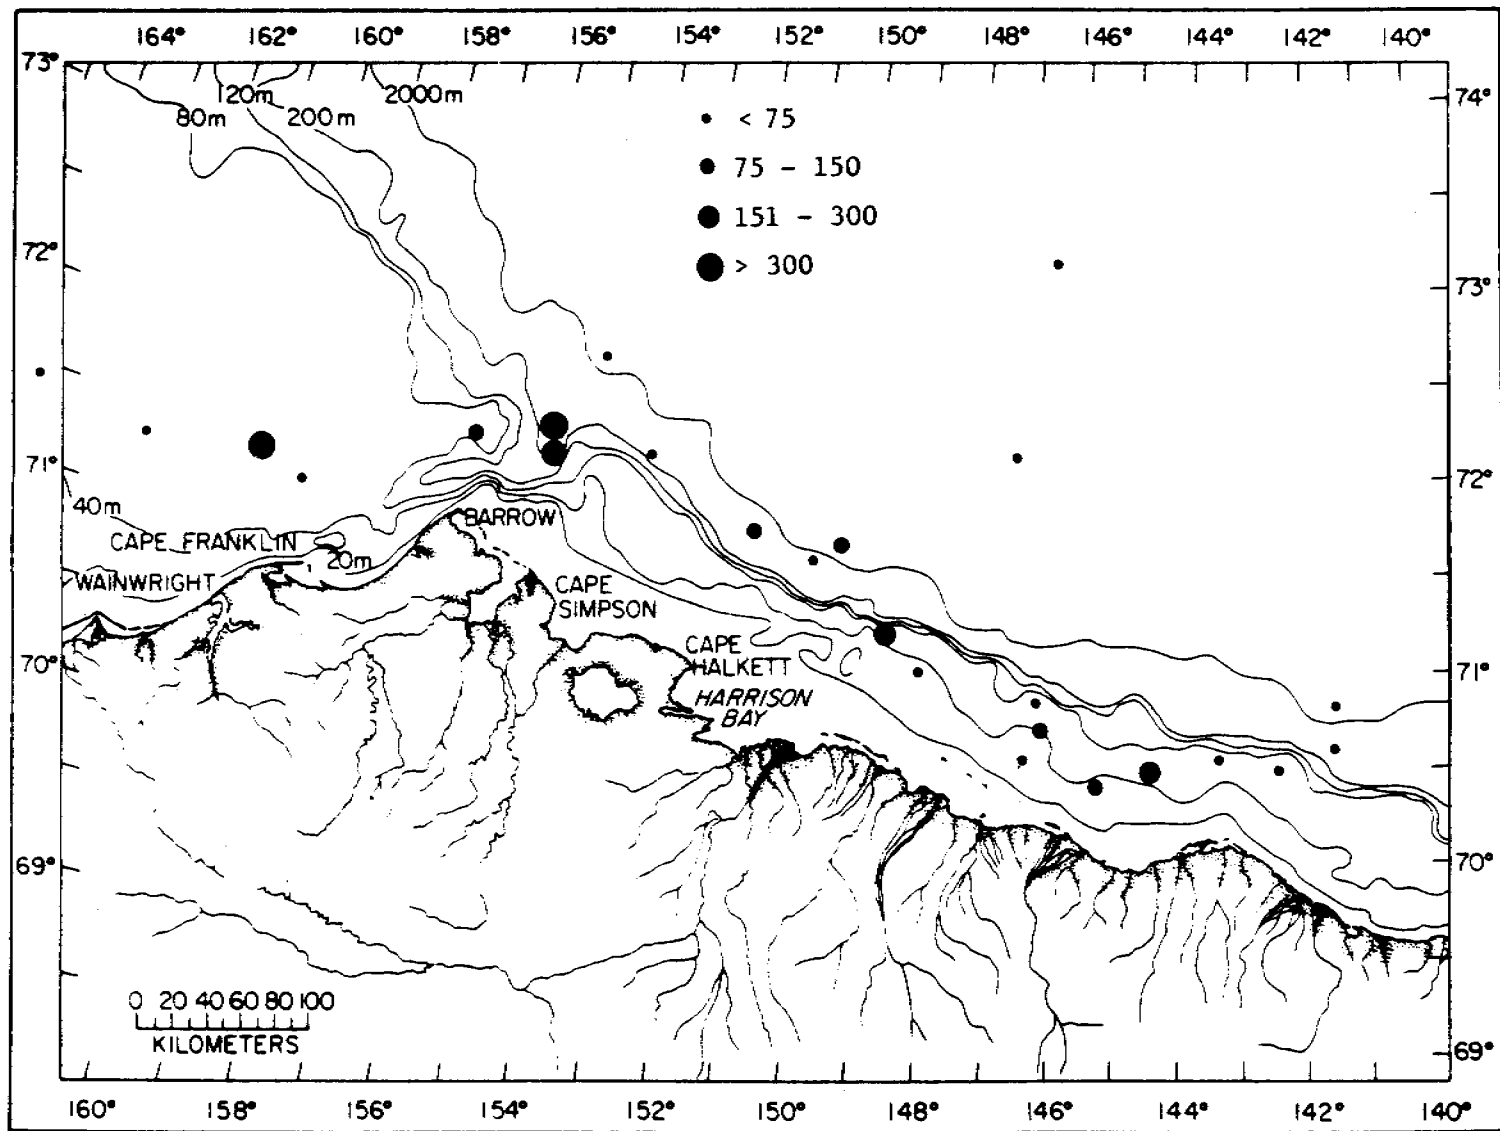 164° 162° 160° 158° 156° 154° 152° 150° 148° 146° 144° 142° 140°
73°
120m
2000m
74°
80m
200m
< 75
75 - 150
151 - 300
> 300
72°
73°
71°
72°
40m
BARROW
CAPE FRANKLIN
20m
WAINWRIGHT
CAPE
SIMPSON
CAPE
HALKETT
70°
71°
HARRISON
BAY
69°
70°
0 20 40 60 80 100
KILOMETERS
69°
160° 158° 156° 154° 152° 150° 148° 146° 144° 142° 140°